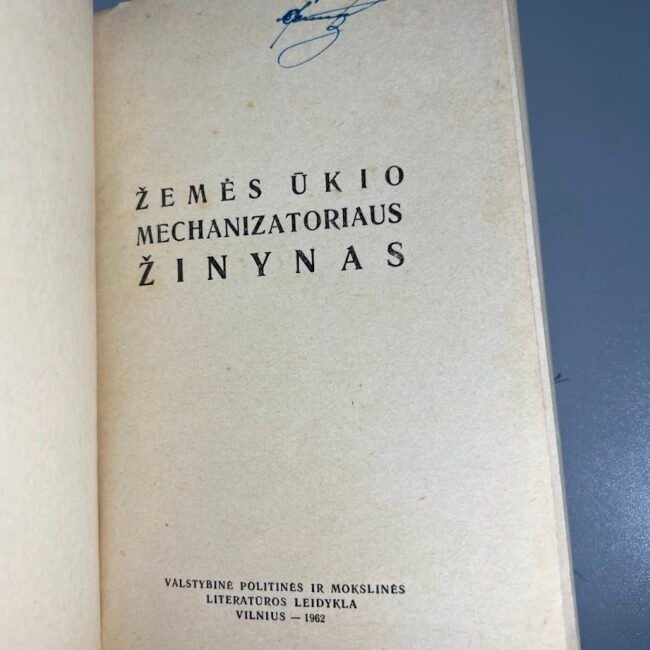 ŽEMĖS ŪKIO
MECHANIZATORIAUS
ŽINYNAS
VALSTYBINĖ POLITINĖS IR MOKSLINĖS
LITERATŪROS LEIDYKLA
VILNIUS — 1962